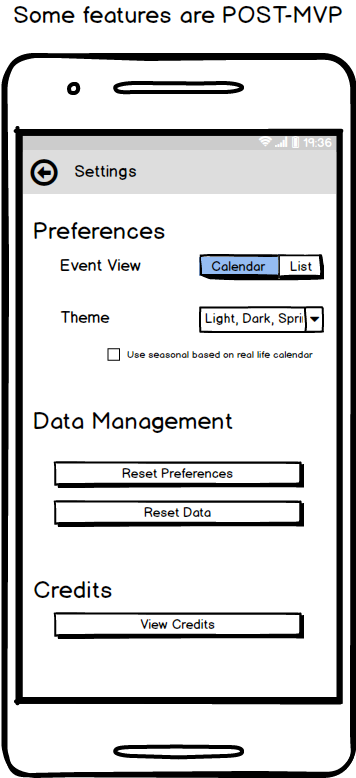 Some features are POST-MVP
19:36
Settings
Preferences
Event View Calendar List
Theme Light, Dark, Spri
Use seasonal based on real life calendar
Data Management
Reset Preferences
Reset Data
Credits
View Credits